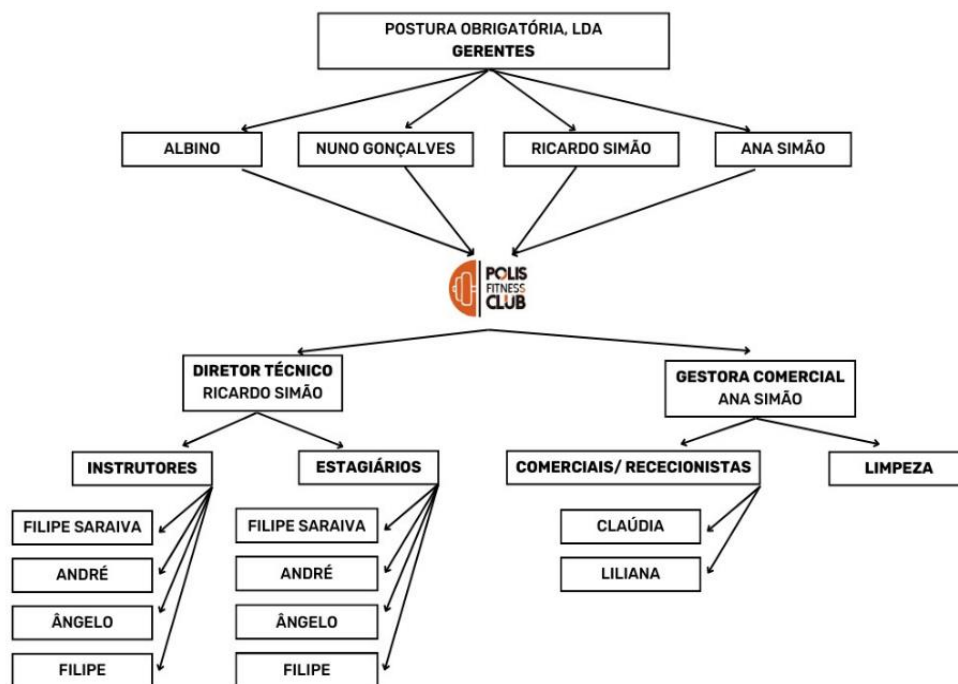 POSTURA OBRIGATÓRIA, LDA
GERENTES
ALBINO
NUNO GONÇALVES
RICARDO SIMÃO
ANA SIMÃO
POLIS
FITNESS
CLUB
DIRETOR TÉCNICO
RICARDO SIMÃO
GESTORA COMERCIAL
ANA SIMÃO
INSTRUTORES
ESTAGIÁRIOS
COMERCIAIS/ RECECIONISTAS
LIMPEZA
FILIPE SARAIVA
ANDRÉ
ÂNGELO
FILIPE
FILIPE SARAIVA
ANDRÉ
ÂNGELO
FILIPE
CLAÚDIA
LILIANA